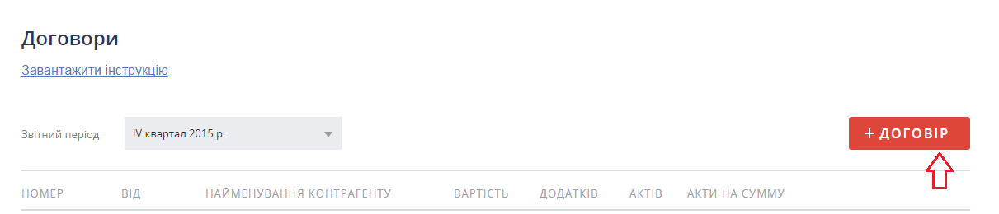 Договори
Завантажити інструкцію
Звітний період IV квартал 2015 р. + ДОГОВІР
НОМЕР ВІД НАЙМЕНУВАННЯ КОНТРАГЕНТУ ВАРТІСТЬ ДОДАТКІВ АКТІВ АКТИ НА СУММУ